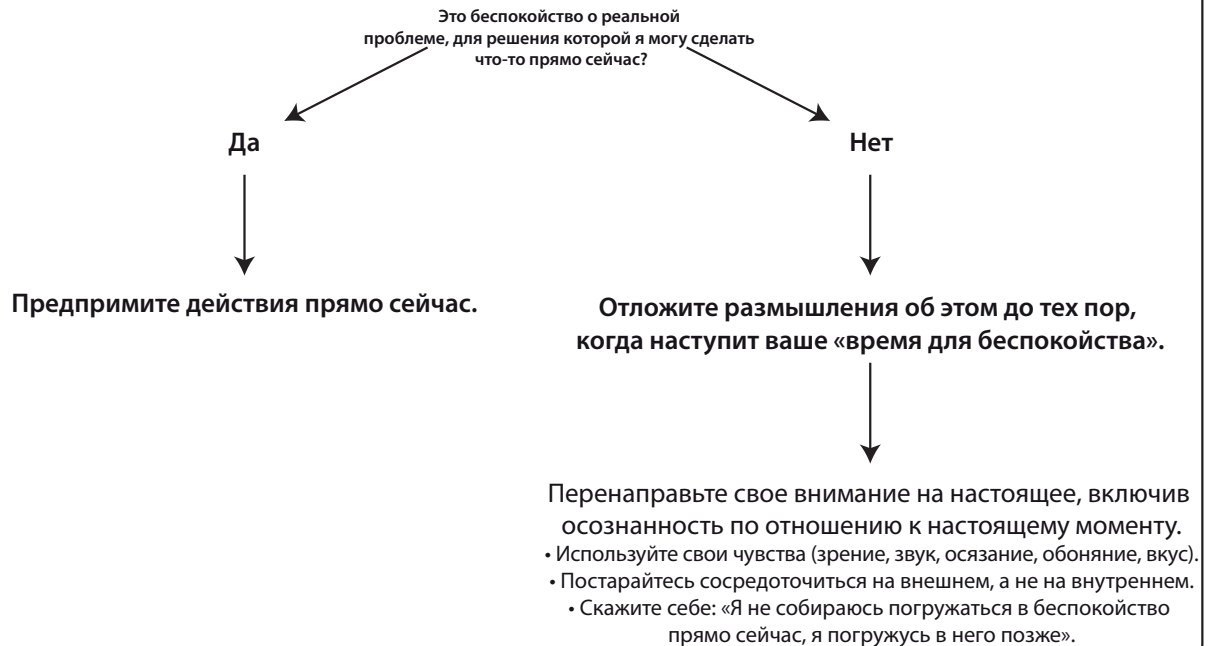 Это беспокойство о реальной
проблеме, для решения которой я могу сделать
что-то прямо сейчас?
Да
Нет
Предпримите действия прямо сейчас.
Отложите размышления об этом до тех пор,
когда наступит ваше «время для беспокойства».
Перенаправьте свое внимание на настоящее, включив
осознанность по отношению к настоящему моменту.
• Используйте свои чувства (зрение, звук, осязание, обоняние, вкус).
• Постарайтесь сосредоточиться на внешнем, а не на внутреннем.
• Скажите себе: «Я не собираюсь погружаться в беспокойство
прямо сейчас, я погружусь в него позже».